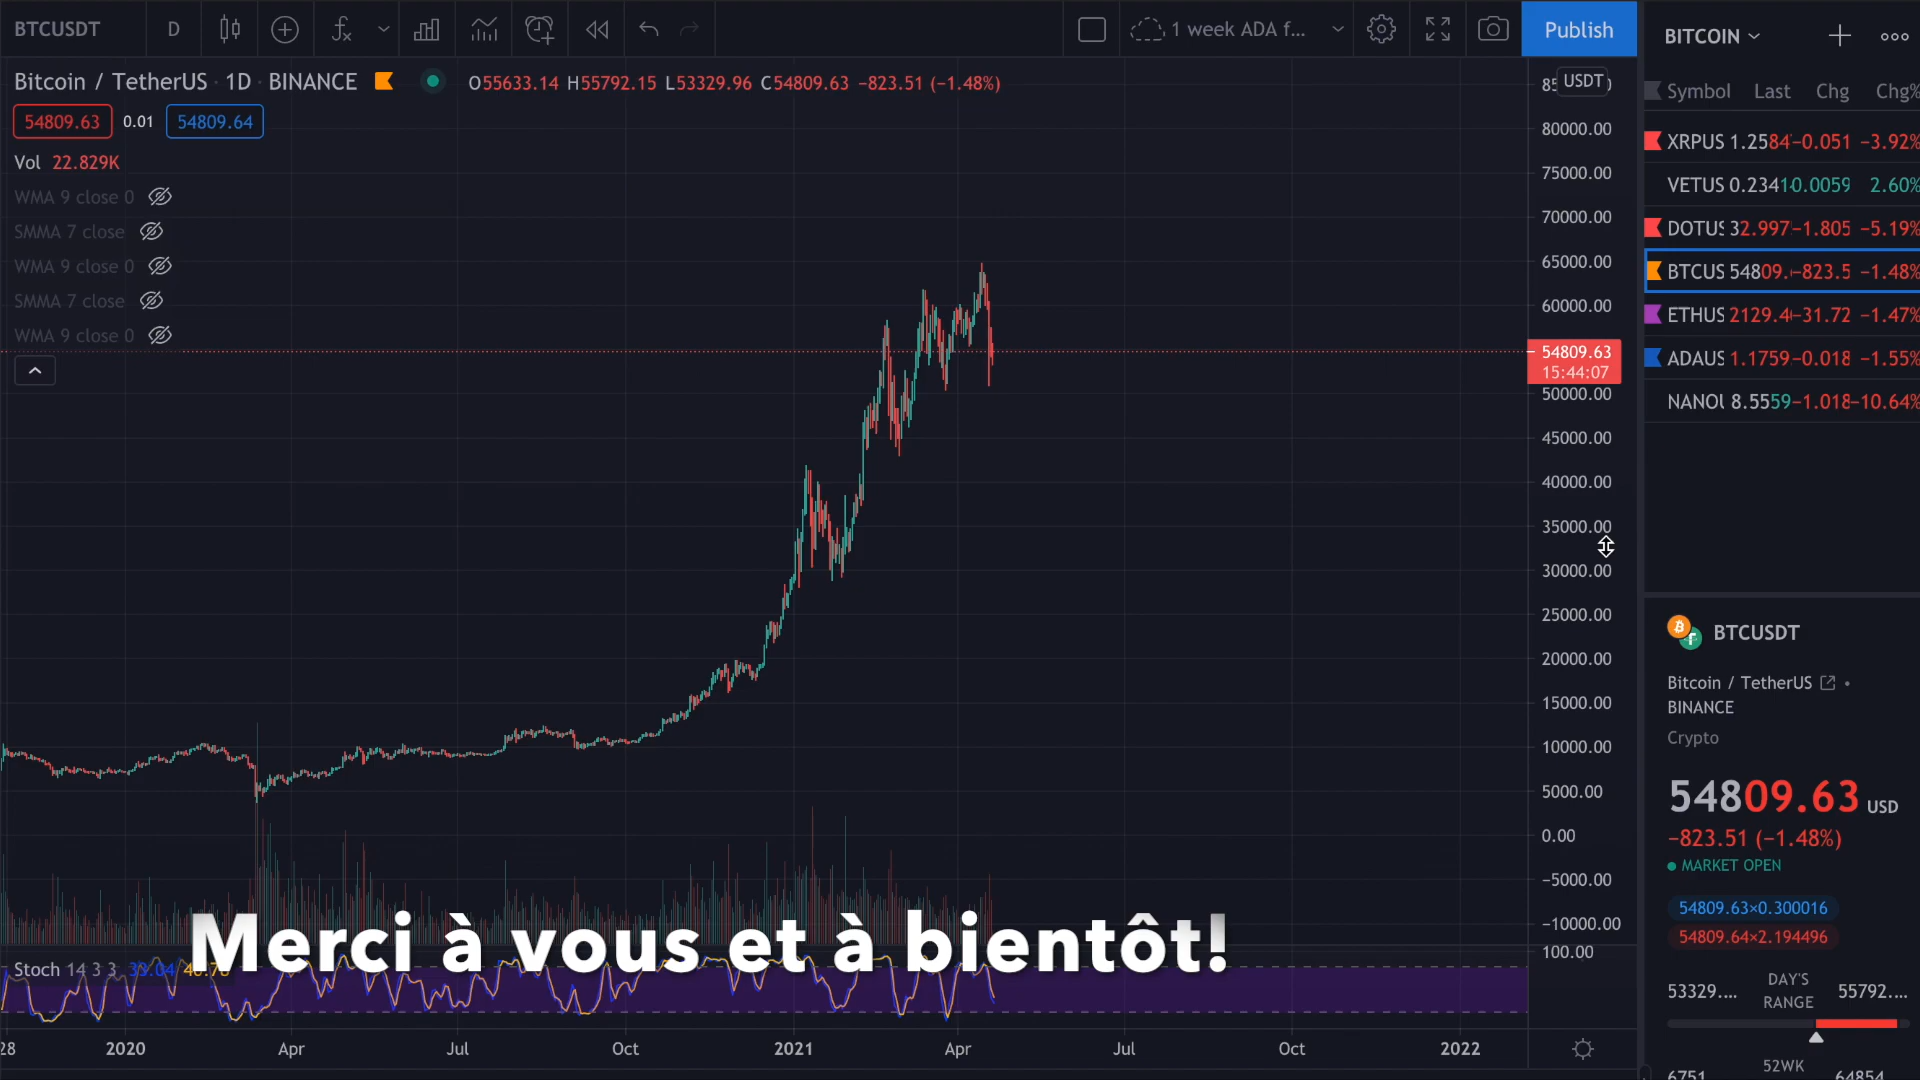 BTCUSDT D 1 week ADA f... Publish
Bitcoin / TetherUS · 1D · BINANCE O55633.14 H55792.15 L53329.96 C54809.63 −823.51 (−1.48%)
54809.63 0.01 54809.64
Vol 22.829K
WMA 9 close 0
SMMA 7 close
WMA 9 close 0
SMMA 7 close
WMA 9 close 0
USDT
80000.00
75000.00
70000.00
65000.00
60000.00
54809.63
15:44:07
50000.00
45000.00
40000.00
35000.00
30000.00
25000.00
20000.00
15000.00
10000.00
5000.00
0.00
−5000.00
−10000.00
100.00
Merci à vous et à bientôt!
Stoch 14 3 3
2020 Apr Jul Oct 2021 Apr Jul Oct 2022
BITCOIN
Symbol Last Chg Chg%
XRPUS 1.2584 −0.051 −3.92%
VETUS 0.2341 0.0059 2.60%
DOTUS 32.997 −1.805 −5.19%
BTCUS 54809. −823.5 −1.48%
ETHUS 2129.4 −31.72 −1.47%
ADAUS 1.1759 −0.018 −1.55%
NANOU 8.5559 −1.018 −10.64%
BTCUSDT
Bitcoin / TetherUS
BINANCE
Crypto
54809.63 USD
−823.51 (−1.48%)
MARKET OPEN
54809.63×0.300016
54809.64×2.194496
53329.... DAY'S RANGE 55792....
6751 52WK 64854